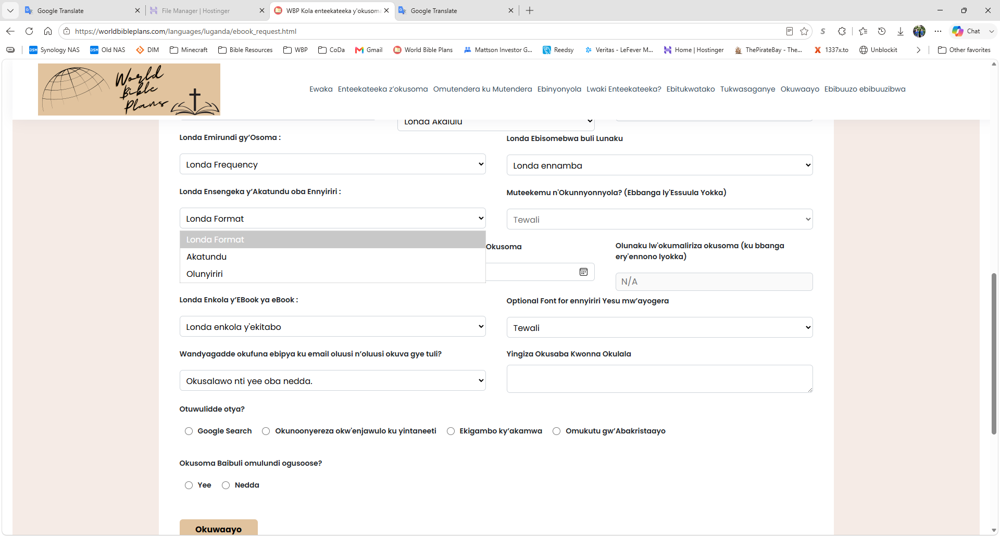 Google Translate
File Manager | Hostinger
WBP Kola enteekateeka y'okusoma
Google Translate
https://worldbibleplans.com/languages/luganda/ebook_request.html
Chat
Synology NAS
Old NAS
DIM
Minecraft
Bible Resources
WBP
CoDa
Gmail
World Bible Plans
Mattson Investor G...
Reedsy
Veritas - LeFever M...
Home | Hostinger
ThePirateBay - The...
1337x.to
Unblockit
Other favorites
World
Bible
Plans
Ewaka Enteekateeka z’okusoma Omutendera ku Mutendera Ebinyonyola Lwaki Enteekateeka? Ebitukwatako Tukwasaganye Okuwaayo Ebibuuzo ebibuuzibwa
Londa Akalulu
Londa Emirundi gy’Osoma :
Londa Ebisomebwa buli Lunaku
Londa Frequency
Londa ennamba
Londa Ensengeka y’Akatundu oba Ennyiriri :
Muteekemu n'Okunnyonnyola? (Ebbanga ly'Essuula Yokka)
Londa Format
Tewali
Londa Format
Akatundu
Olunyiriri
Okusoma
Olunaku lw'okumaliriza okusoma (ku bbanga
ery'ennono lyokka)
N/A
Londa Enkola y’EBook ya eBook :
Optional Font for ennyiriri Yesu mw’ayogera
Londa enkola y'ekitabo
Tewali
Wandyagadde okufuna ebipya ku email oluusi n’oluusi okuva gye tuli?
Yingiza Okusaba Kwonna Okulala
Okusalawo nti yee oba nedda.
Otuwulidde otya?
Google Search
Okunoonyereza okw'enjawulo ku yintaneeti
Ekigambo ky’akamwa
Omukutu gw’Abakristaayo
Okusoma Baibuli omulundi ogusoose?
Yee
Nedda
Okuwaayo